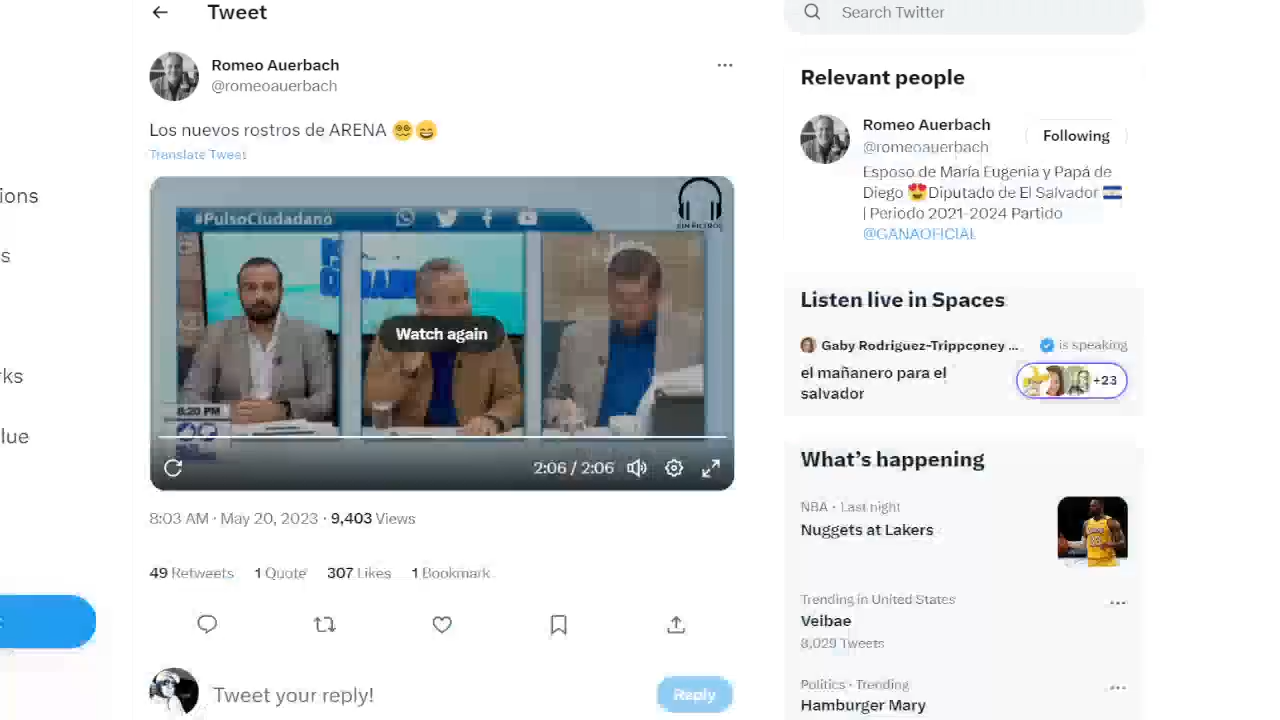 Tweet
Search Twitter
Romeo Auerbach
@romeoauerbach
Los nuevos rostros de ARENA
Translate Tweet
#PulsoCiudadano
SIN FILTROS
Watch again
8:20 PM
2:06 / 2:06
8:03 AM · May 20, 2023 · 9,403 Views
49 Retweets 1 Quote 307 Likes 1 Bookmark
Tweet your reply!
Reply
Relevant people
Romeo Auerbach
@romeoauerbach
Following
Esposo de María Eugenia y Papá de
Diego 😍Diputado de El Salvador 🇸🇻
| Periodo 2021-2024 Partido
@GANAOFICIAL
Listen live in Spaces
Gaby Rodriguez-Trippconey ...
is speaking
el mañanero para el
salvador
+23
What's happening
NBA · Last night
Nuggets at Lakers
Trending in United States
Veibae
8,029 Tweets
Politics · Trending
Hamburger Mary
ions
s
rks
lue